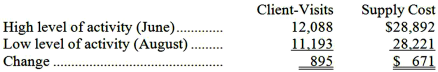 Client-Visits Supply Cost
High level of activity (June)............... 12,088 $28,892
Low level of activity (August) .......... 11,193 28,221
Change ..................................................... 895 $ 671